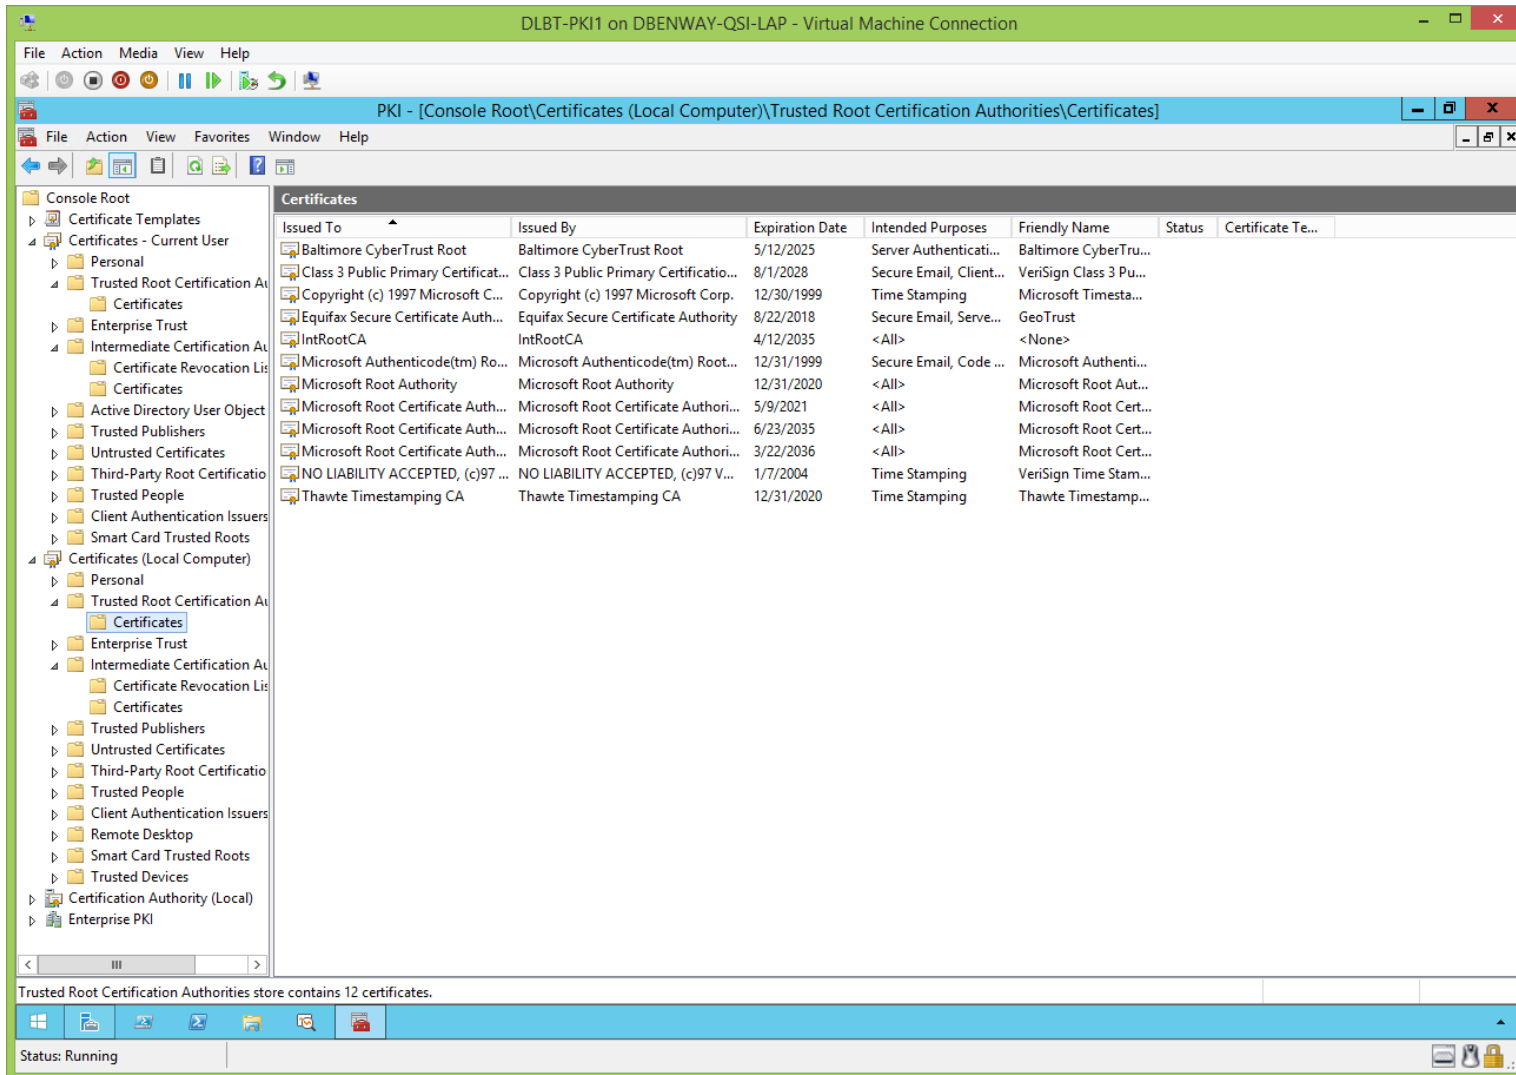 DLBT-PKI1 on DBENWAY-QSI-LAP - Virtual Machine Connection
File Action Media View Help
PKI - [Console Root\Certificates (Local Computer)\Trusted Root Certification Authorities\Certificates]
File Action View Favorites Window Help
Console Root
Certificate Templates
Certificates - Current User
Personal
Trusted Root Certification Au
Certificates
Enterprise Trust
Intermediate Certification Au
Certificate Revocation Lis
Certificates
Active Directory User Object
Trusted Publishers
Untrusted Certificates
Third-Party Root Certificatio
Trusted People
Client Authentication Issuers
Smart Card Trusted Roots
Certificates (Local Computer)
Personal
Trusted Root Certification Au
Certificates
Enterprise Trust
Intermediate Certification Au
Certificate Revocation Lis
Certificates
Trusted Publishers
Untrusted Certificates
Third-Party Root Certificatio
Trusted People
Client Authentication Issuers
Remote Desktop
Smart Card Trusted Roots
Trusted Devices
Certification Authority (Local)
Enterprise PKI
Certificates
Issued To Issued By Expiration Date Intended Purposes Friendly Name Status Certificate Te...
Baltimore CyberTrust Root Baltimore CyberTrust Root 5/12/2025 Server Authenticati... Baltimore CyberTru...
Class 3 Public Primary Certificat... Class 3 Public Primary Certificatio... 8/1/2028 Secure Email, Client... VeriSign Class 3 Pu...
Copyright (c) 1997 Microsoft C... Copyright (c) 1997 Microsoft Corp. 12/30/1999 Time Stamping Microsoft Timesta...
Equifax Secure Certificate Auth... Equifax Secure Certificate Authority 8/22/2018 Secure Email, Serve... GeoTrust
IntRootCA IntRootCA 4/12/2035 <All> <None>
Microsoft Authenticode(tm) Ro... Microsoft Authenticode(tm) Root... 12/31/1999 Secure Email, Code ... Microsoft Authenti...
Microsoft Root Authority Microsoft Root Authority 12/31/2020 <All> Microsoft Root Aut...
Microsoft Root Certificate Auth... Microsoft Root Certificate Authori... 5/9/2021 <All> Microsoft Root Cert...
Microsoft Root Certificate Auth... Microsoft Root Certificate Authori... 6/23/2035 <All> Microsoft Root Cert...
Microsoft Root Certificate Auth... Microsoft Root Certificate Authori... 3/22/2036 <All> Microsoft Root Cert...
NO LIABILITY ACCEPTED, (c)97 ... NO LIABILITY ACCEPTED, (c)97 V... 1/7/2004 Time Stamping VeriSign Time Stam...
Thawte Timestamping CA Thawte Timestamping CA 12/31/2020 Time Stamping Thawte Timestamp...
Trusted Root Certification Authorities store contains 12 certificates.
Status: Running